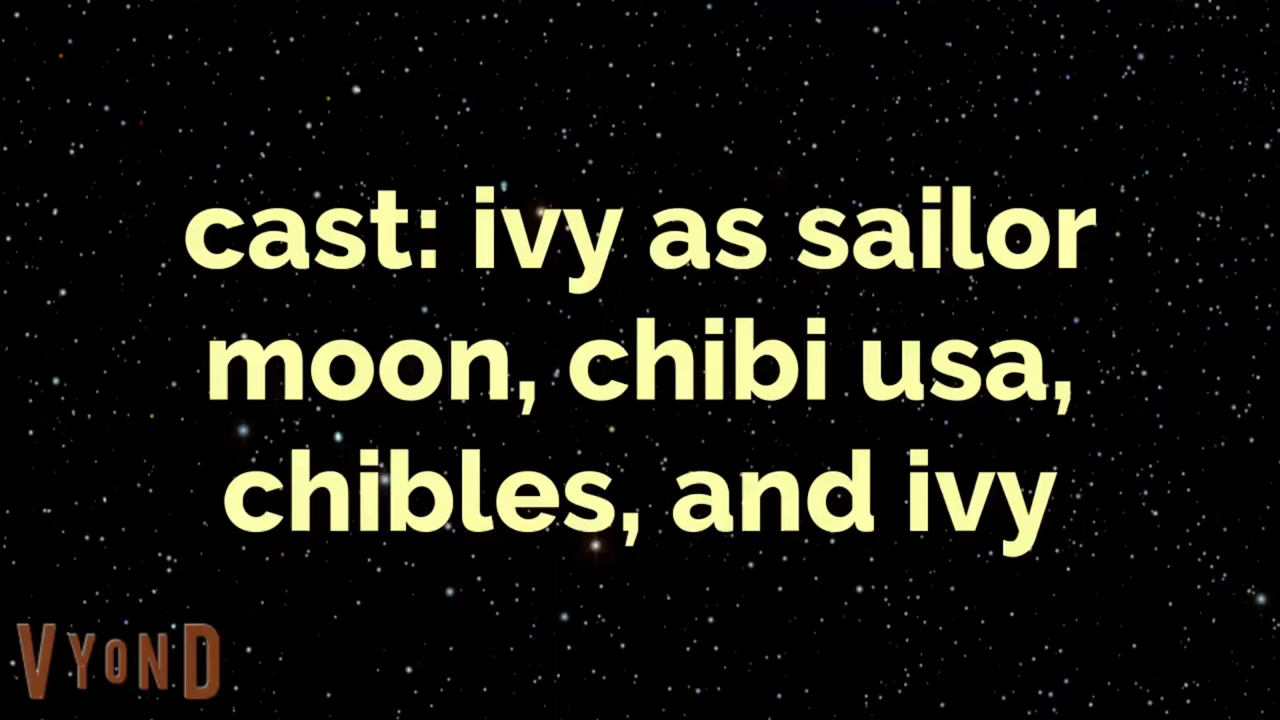 cast: ivy as sailor
moon, chibi usa,
chibles, and ivy
VYOND